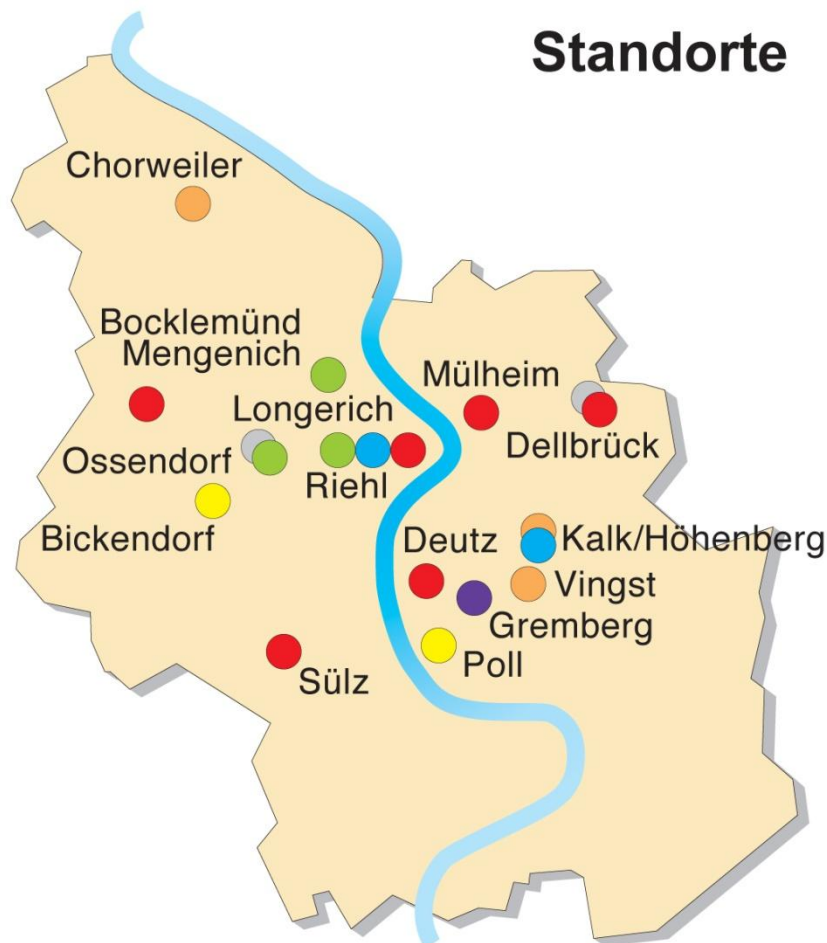 Standorte
Chorweiler
Bocklemünd
Mengenich
Mülheim
Longerich
Dellbrück
Ossendorf
Riehl
Bickendorf
Deutz
Kalk/Höhenberg
Vingst
Gremberg
Poll
Sülz